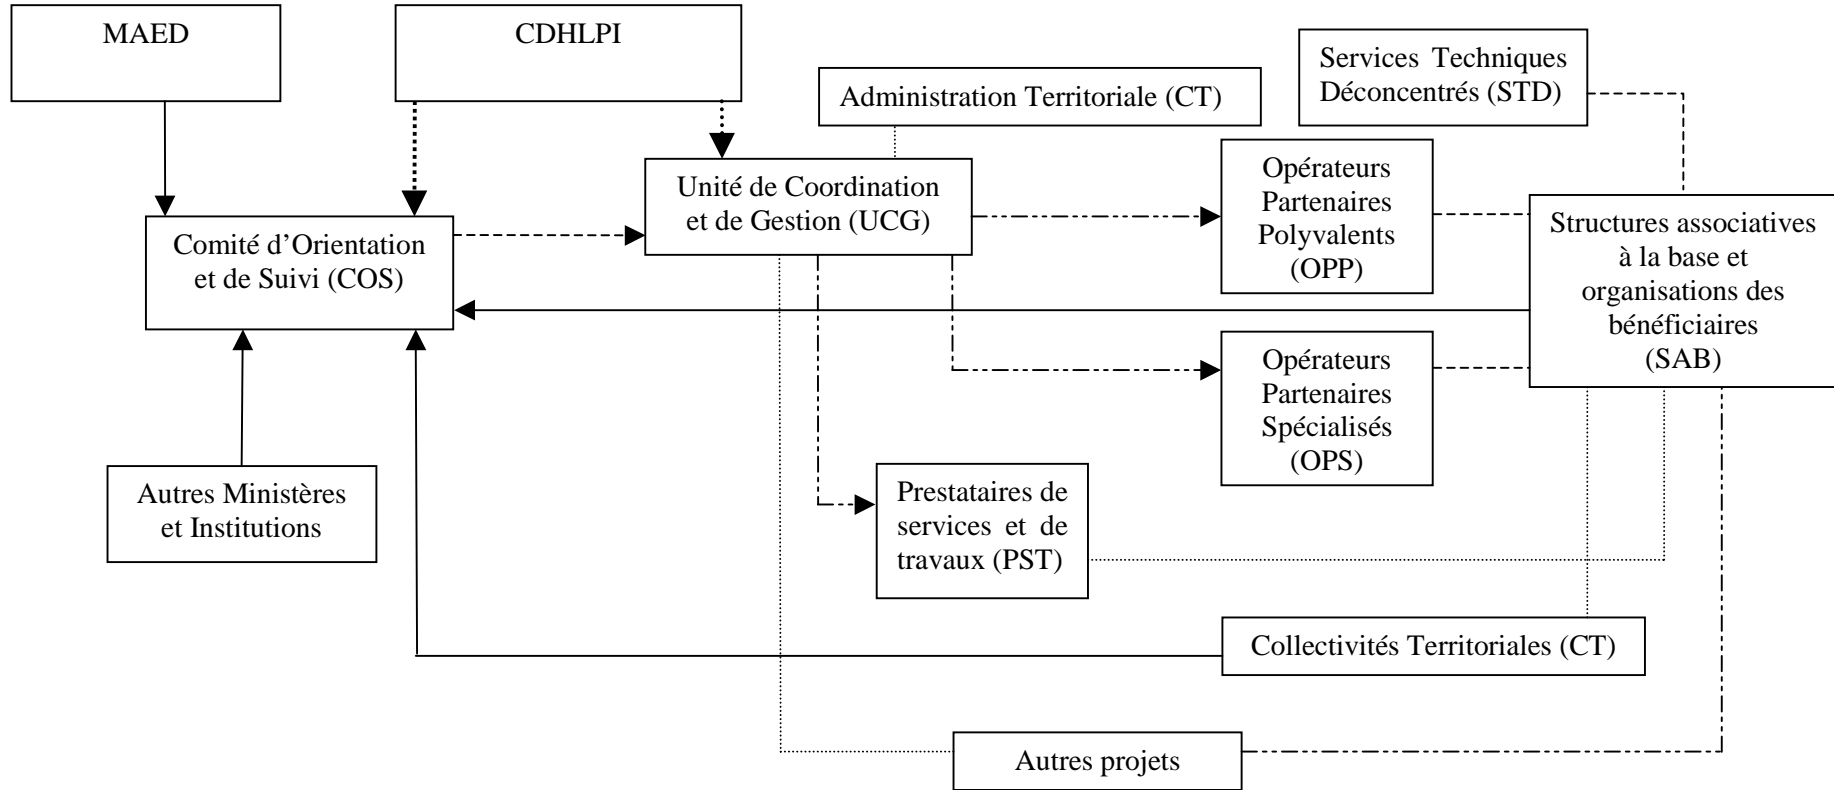 MAED
CDHLPI
Administration Territoriale (CT)
Services Techniques
Déconcentrés (STD)
Unité de Coordination
et de Gestion (UCG)
Opérateurs
Partenaires
Polyvalents
(OPP)
Comité d’Orientation
et de Suivi (COS)
Structures associatives
à la base et
organisations des
bénéficiaires
(SAB)
Opérateurs
Partenaires
Spécialisés
(OPS)
Autres Ministères
et Institutions
Prestataires de
services et de
travaux (PST)
Collectivités Territoriales (CT)
Autres projets